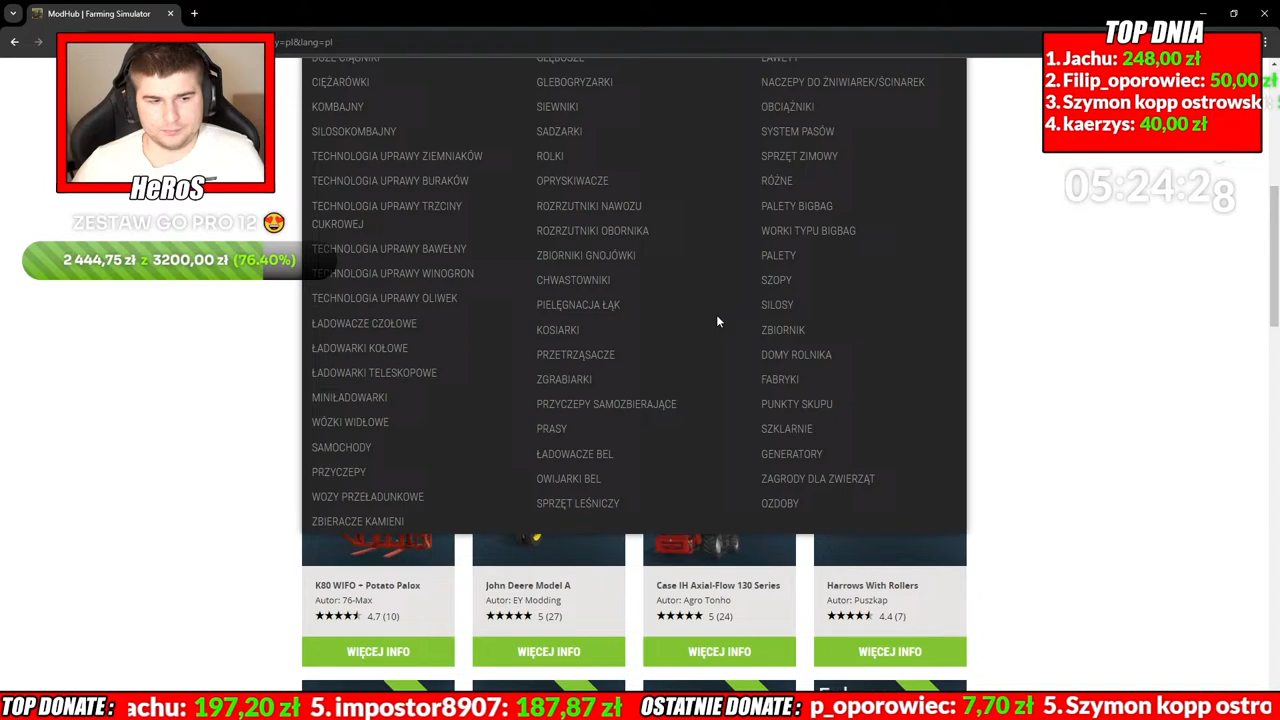 ModHub | Farming Simulator
y=pl&lang=pl
DUŻE CIĄGNIKI
CIĘŻARÓWKI
KOMBAJNY
SILOSOKOMBAJNY
TECHNOLOGIA UPRAWY ZIEMNIAKÓW
TECHNOLOGIA UPRAWY BURAKÓW
TECHNOLOGIA UPRAWY TRZCINY
CUKROWEJ
TECHNOLOGIA UPRAWY BAWEŁNY
TECHNOLOGIA UPRAWY WINOGRON
TECHNOLOGIA UPRAWY OLIWEK
ŁADOWACZE CZOŁOWE
ŁADOWARKI KOŁOWE
ŁADOWARKI TELESKOPOWE
MINIŁADOWARKI
WÓZKI WIDŁOWE
SAMOCHODY
PRZYCZEPY
WOZY PRZEŁADUNKOWE
ZBIERACZE KAMIENI
GŁĘBOSZE
GLEBOGRYZARKI
SIEWNIKI
SADZARKI
ROLKI
OPRYSKIWACZE
ROZRZUTNIKI NAWOZU
ROZRZUTNIKI OBORNIKA
ZBIORNIKI GNOJÓWKI
CHWASTOWNIKI
PIELĘGNACJA ŁĄK
KOSIARKI
PRZETRZĄSACZE
ZGRABIARKI
PRZYCZEPY SAMOZBIERAJĄCE
PRASY
ŁADOWACZE BEL
OWIJARKI BEL
SPRZĘT LEŚNICZY
LAWETY
NACZEPY DO ŻNIWIAREK/ŚCINAREK
OBCIĄŻNIKI
SYSTEM PASÓW
SPRZĘT ZIMOWY
RÓŻNE
PALETY BIGBAG
WORKI TYPU BIGBAG
PALETY
SZOPY
SILOSY
ZBIORNIK
DOMY ROLNIKA
FABRYKI
PUNKTY SKUPU
SZKLARNIE
GENERATORY
ZAGRODY DLA ZWIERZĄT
OZDOBY
HeRoS
ZESTAW GO PRO 12 😍
2 444,75 zł z 3200,00 zł (76.40%)
TOP DNIA
1. Jachu: 248,00 zł
2. Filip_oporowiec: 50,00 zł
3. Szymon kopp ostrowsk
4. kaerzys: 40,00 zł
05:24:28
K80 WIFO + Potato Palox
Autor: 76-Max
4.7 (10)
WIĘCEJ INFO
John Deere Model A
Autor: EY Modding
5 (27)
WIĘCEJ INFO
Case IH Axial-Flow 130 Series
Autor: Agro Tonho
5 (24)
WIĘCEJ INFO
Harrows With Rollers
Autor: Puszkap
4.4 (7)
WIĘCEJ INFO
TOP DONATE : achu: 197,20 zł 5. impostor8907: 187,87 zł OSTATNIE DONATE : p_oporowiec: 7,70 zł 5. Szymon kopp ostro